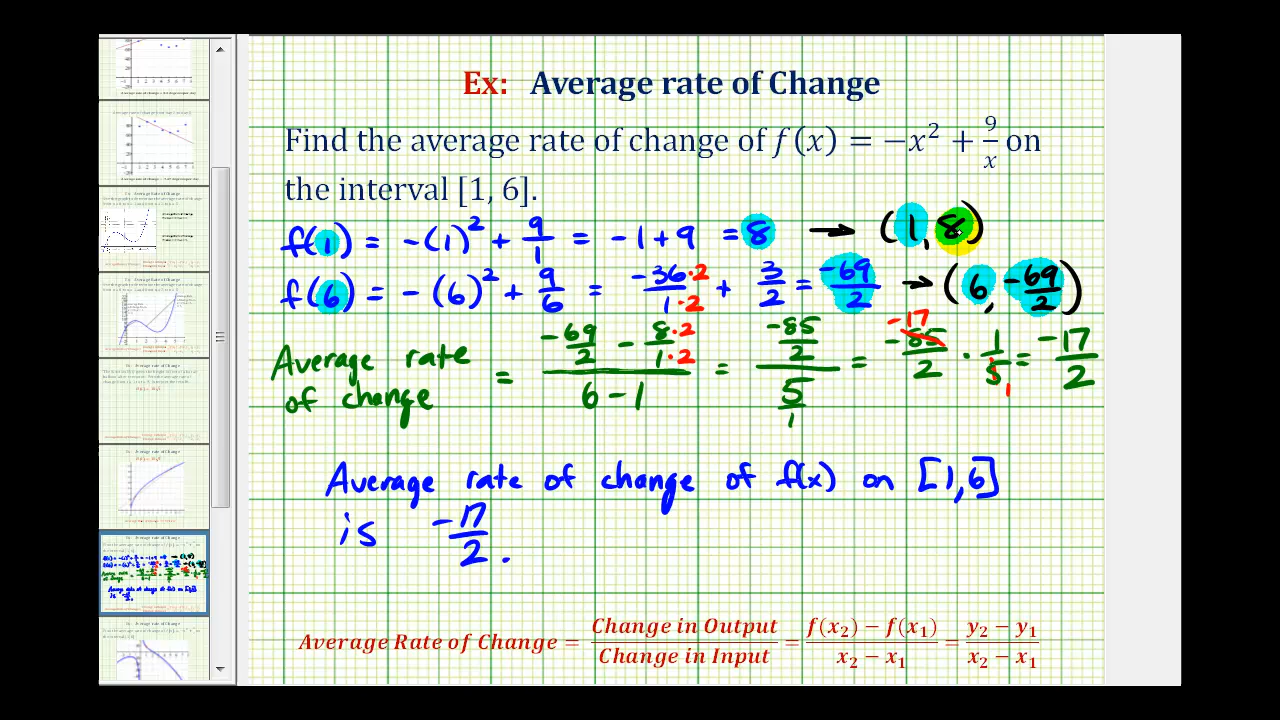 Ex: Average rate of Change
Find the average rate of change of f(x) = −x² + 9/x on
the interval [1, 6].
f(1) = -(1)² + 9/1 = -1 + 9 = 8 → (1, 8)
f(6) = -(6)² + 9/6 = -36·2/1·2 + 3/2 = -69/2 → (6, -69/2)
Average rate of change = (-69/2 - 8·2/1·2)/(6 - 1) = (-85/2)/(5/1) = -17 -85/2 · 1/5 1 = -17/2
Average rate of change of f(x) on [1,6]
is -17/2.
Average Rate of Change = Change in Output/Change in Input = f(x₂) − f(x₁)/x₂ − x₁ = y₂ − y₁/x₂ − x₁